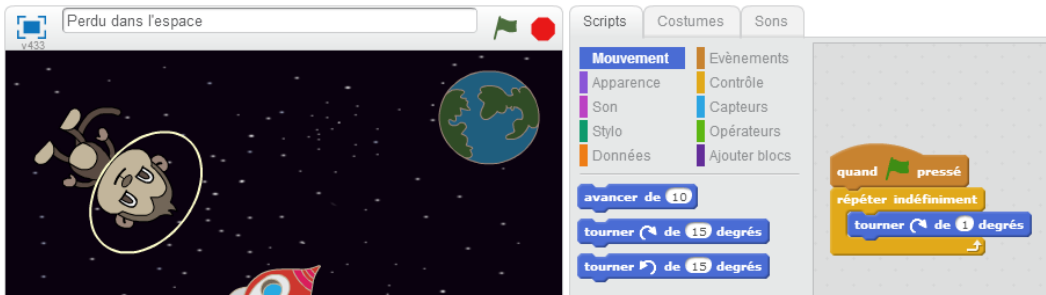 Perdu dans l'espace
v433
Scripts Costumes Sons
Mouvement Evènements
Apparence Contrôle
Son Capteurs
Stylo Opérateurs
Données Ajouter blocs
avancer de 10
tourner de 15 degrés
tourner de 15 degrés
quand pressé
répéter indéfiniment
tourner de 1 degrés